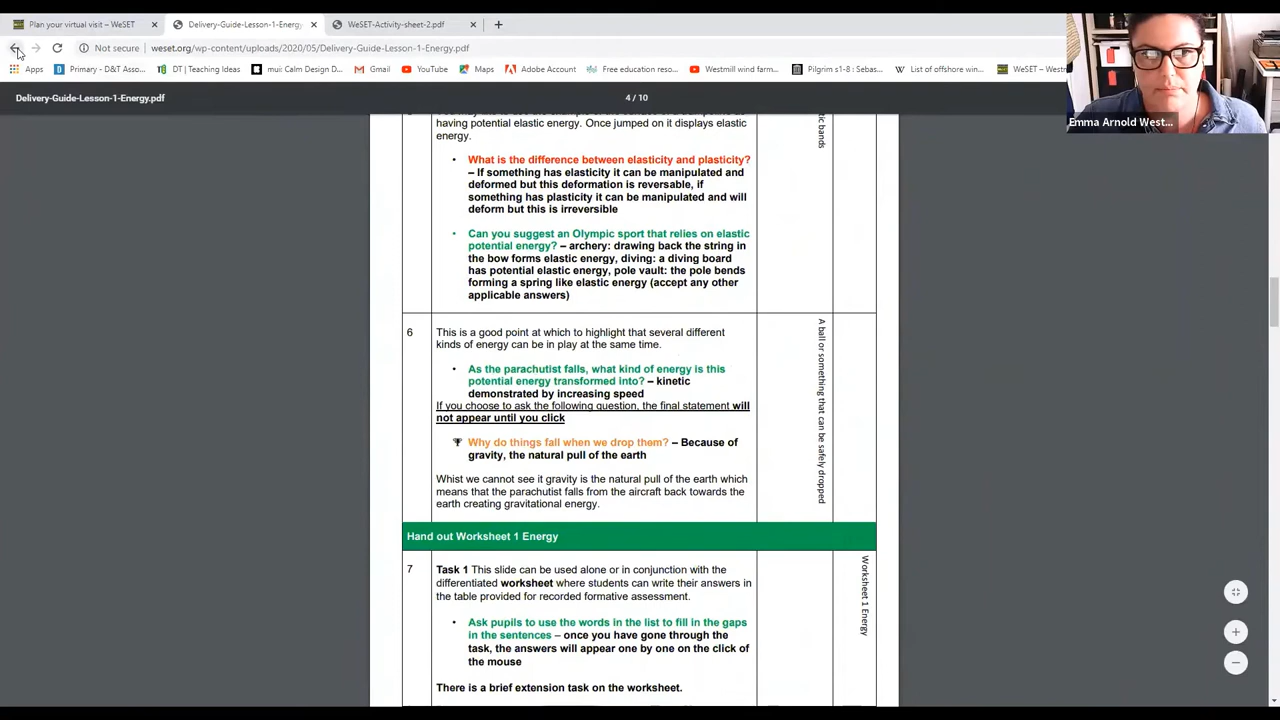 Plan your virtual visit – WeSET
Delivery-Guide-Lesson-1-Energy
WeSET-Activity-sheet-2.pdf
Not secure
weset.org/wp-content/uploads/2020/05/Delivery-Guide-Lesson-1-Energy.pdf
Apps
Primary - D&T Asso...
DT | Teaching Ideas
mui: Calm Design D...
Gmail
YouTube
Maps
Adobe Account
Free education reso...
Westmill wind farm...
Pilgrim s1-8 : Sebas...
List of offshore win...
WeSET – Westm
Delivery-Guide-Lesson-1-Energy.pdf
4 / 10
Emma Arnold West...
having potential elastic energy. Once jumped on it displays elastic
energy.
tic bands
• What is the difference between elasticity and plasticity?
– If something has elasticity it can be manipulated and
deformed but this deformation is reversable, if
something has plasticity it can be manipulated and will
deform but this is irreversible
• Can you suggest an Olympic sport that relies on elastic
potential energy? – archery: drawing back the string in
the bow forms elastic energy, diving: a diving board
has potential elastic energy, pole vault: the pole bends
forming a spring like elastic energy (accept any other
applicable answers)
6
This is a good point at which to highlight that several different
kinds of energy can be in play at the same time.
• As the parachutist falls, what kind of energy is this
potential energy transformed into? – kinetic
demonstrated by increasing speed
If you choose to ask the following question, the final statement will
not appear until you click
Why do things fall when we drop them? – Because of
gravity, the natural pull of the earth
Whist we cannot see it gravity is the natural pull of the earth which
means that the parachutist falls from the aircraft back towards the
earth creating gravitational energy.
A ball or something that can be safely dropped
Hand out Worksheet 1 Energy
7
Task 1 This slide can be used alone or in conjunction with the
differentiated worksheet where students can write their answers in
the table provided for recorded formative assessment.
• Ask pupils to use the words in the list to fill in the gaps
in the sentences – once you have gone through the
task, the answers will appear one by one on the click of
the mouse
There is a brief extension task on the worksheet.
Worksheet 1 Energy